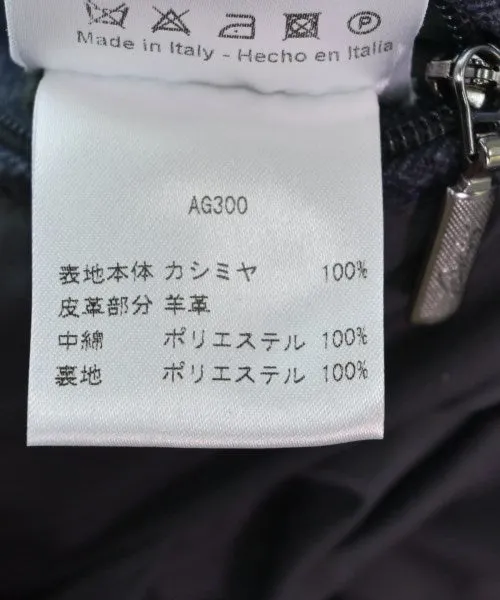 Made in Italy - Hecho en Italia
AG300
表地本体 カシミヤ 100%
皮革部分 羊革
中綿 ポリエステル 100%
裏地 ポリエステル 100%